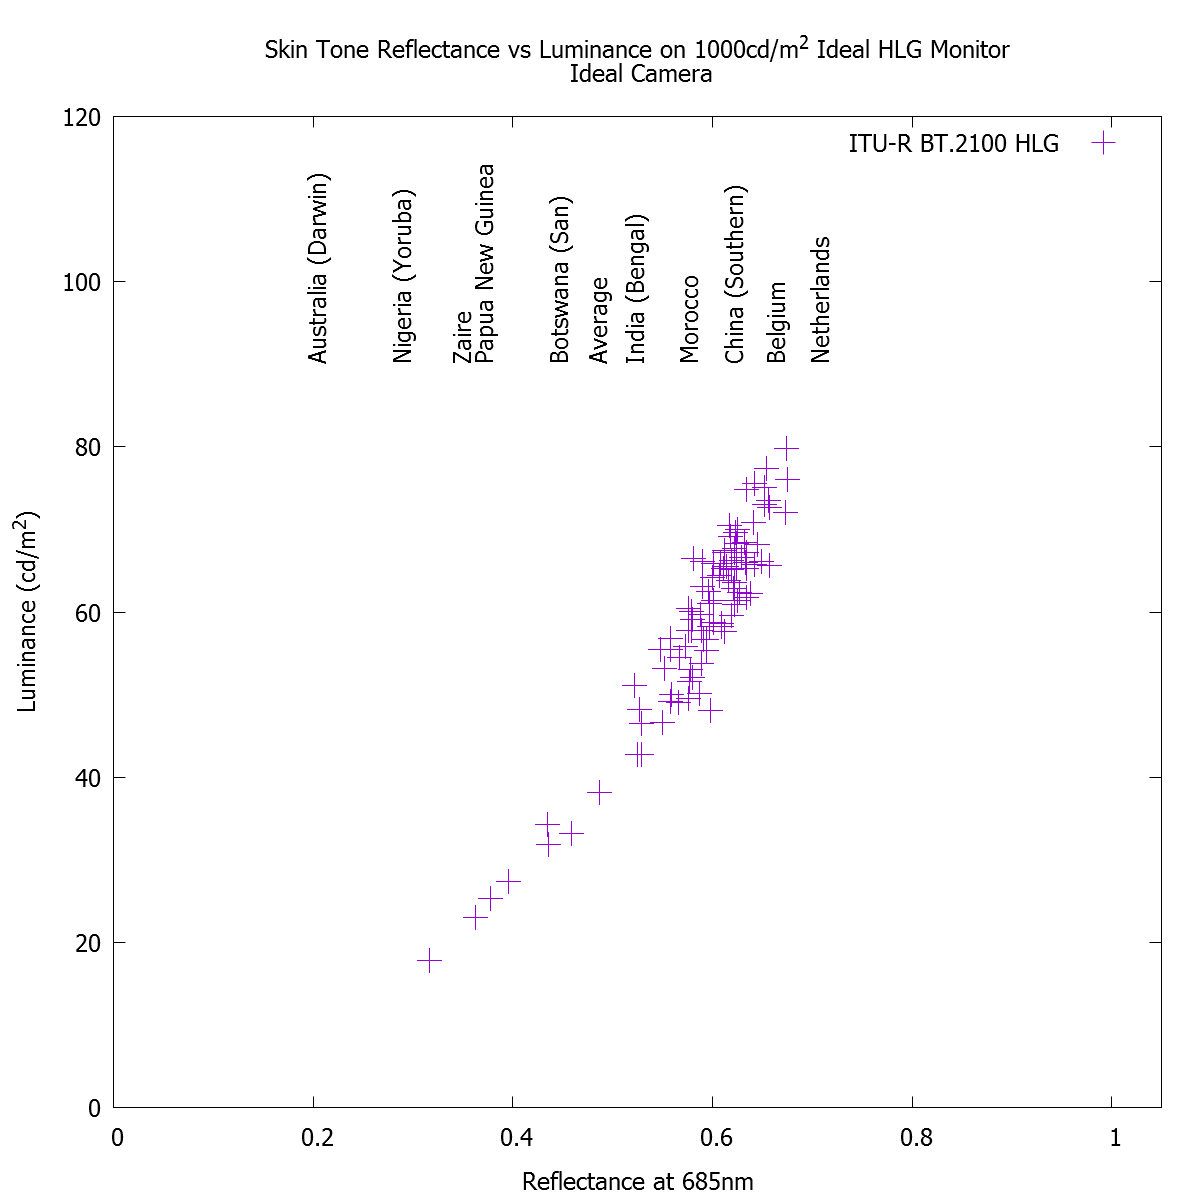 Skin Tone Reflectance vs Luminance on 1000cd/m2 Ideal HLG Monitor
Ideal Camera
ITU-R BT.2100 HLG
120
100
80
60
40
20
0
Luminance (cd/m2)
Australia (Darwin)
Nigeria (Yoruba)
Zaire
Papua New Guinea
Botswana (San)
Average
India (Bengal)
Morocco
China (Southern)
Belgium
Netherlands
0 0.2 0.4 0.6 0.8 1
Reflectance at 685nm